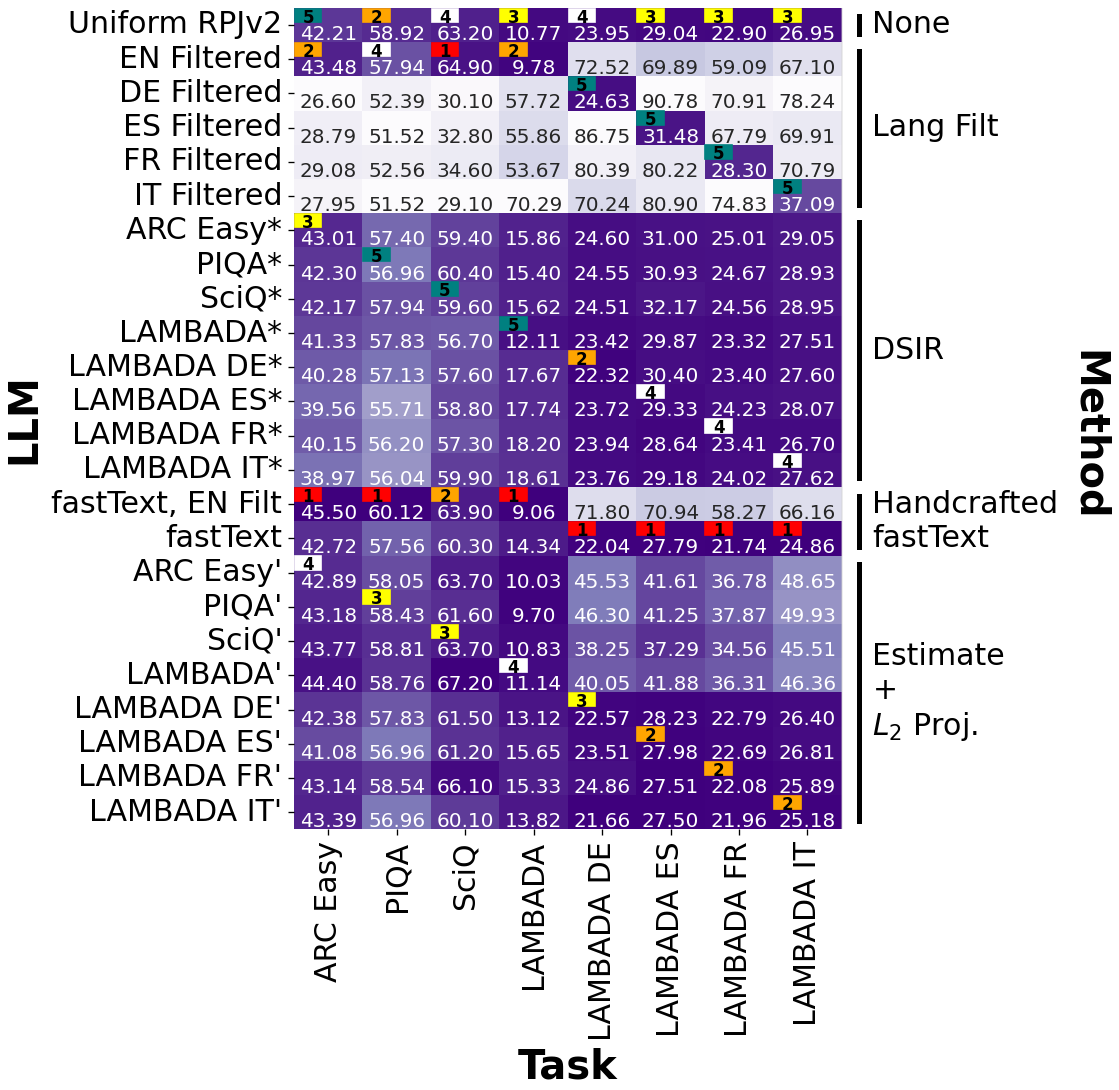 Uniform RPJv2 5 2 4 3 4 3 3 3 None
42.21 58.92 63.20 10.77 23.95 29.04 22.90 26.95
EN Filtered 2 4 1 2
43.48 57.94 64.90 9.78 72.52 69.89 59.09 67.10
DE Filtered 5
26.60 52.39 30.10 57.72 24.63 90.78 70.91 78.24
ES Filtered 5 Lang Filt
28.79 51.52 32.80 55.86 86.75 31.48 67.79 69.91
FR Filtered 5
29.08 52.56 34.60 53.67 80.39 80.22 28.30 70.79
IT Filtered 5
27.95 51.52 29.10 70.29 70.24 80.90 74.83 37.09
ARC Easy* 3
43.01 57.40 59.40 15.86 24.60 31.00 25.01 29.05
PIQA* 5
42.30 56.96 60.40 15.40 24.55 30.93 24.67 28.93
SciQ* 5
42.17 57.94 59.60 15.62 24.51 32.17 24.56 28.95
LAMBADA* 5
41.33 57.83 56.70 12.11 23.42 29.87 23.32 27.51
DSIR
LAMBADA DE* 2
40.28 57.13 57.60 17.67 22.32 30.40 23.40 27.60
LAMBADA ES* 4
39.56 55.71 58.80 17.74 23.72 29.33 24.23 28.07
LAMBADA FR* 4
40.15 56.20 57.30 18.20 23.94 28.64 23.41 26.70
LAMBADA IT* 4
38.97 56.04 59.90 18.61 23.76 29.18 24.02 27.62
fastText, EN Filt 1 1 2 1 Handcrafted
45.50 60.12 63.90 9.06 71.80 70.94 58.27 66.16
fastText 1 1 1 1 fastText
42.72 57.56 60.30 14.34 22.04 27.79 21.74 24.86
ARC Easy' 4
42.89 58.05 63.70 10.03 45.53 41.61 36.78 48.65
PIQA' 3
43.18 58.43 61.60 9.70 46.30 41.25 37.87 49.93
SciQ' 3
43.77 58.81 63.70 10.83 38.25 37.29 34.56 45.51
Estimate
LAMBADA' 4
44.40 58.76 67.20 11.14 40.05 41.88 36.31 46.36
+
LAMBADA DE' 3
42.38 57.83 61.50 13.12 22.57 28.23 22.79 26.40
L2 Proj.
LAMBADA ES' 2
41.08 56.96 61.20 15.65 23.51 27.98 22.69 26.81
LAMBADA FR' 2
43.14 58.54 66.10 15.33 24.86 27.51 22.08 25.89
LAMBADA IT' 2
43.39 56.96 60.10 13.82 21.66 27.50 21.96 25.18
LLM
Method
ARC Easy
PIQA
SciQ
LAMBADA
LAMBADA DE
LAMBADA ES
LAMBADA FR
LAMBADA IT
Task